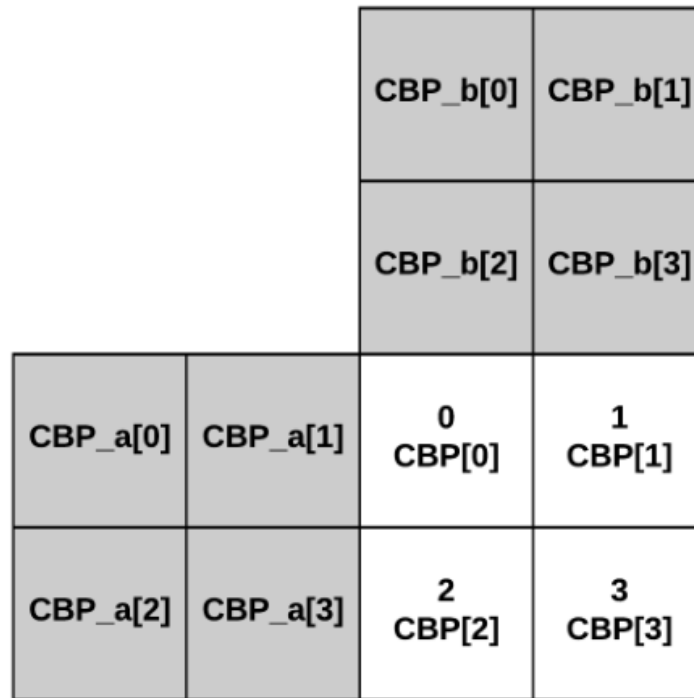 CBP_b[0] CBP_b[1]
CBP_b[2] CBP_b[3]
CBP_a[0] CBP_a[1] 0 1
CBP[0] CBP[1]
CBP_a[2] CBP_a[3] 2 3
CBP[2] CBP[3]